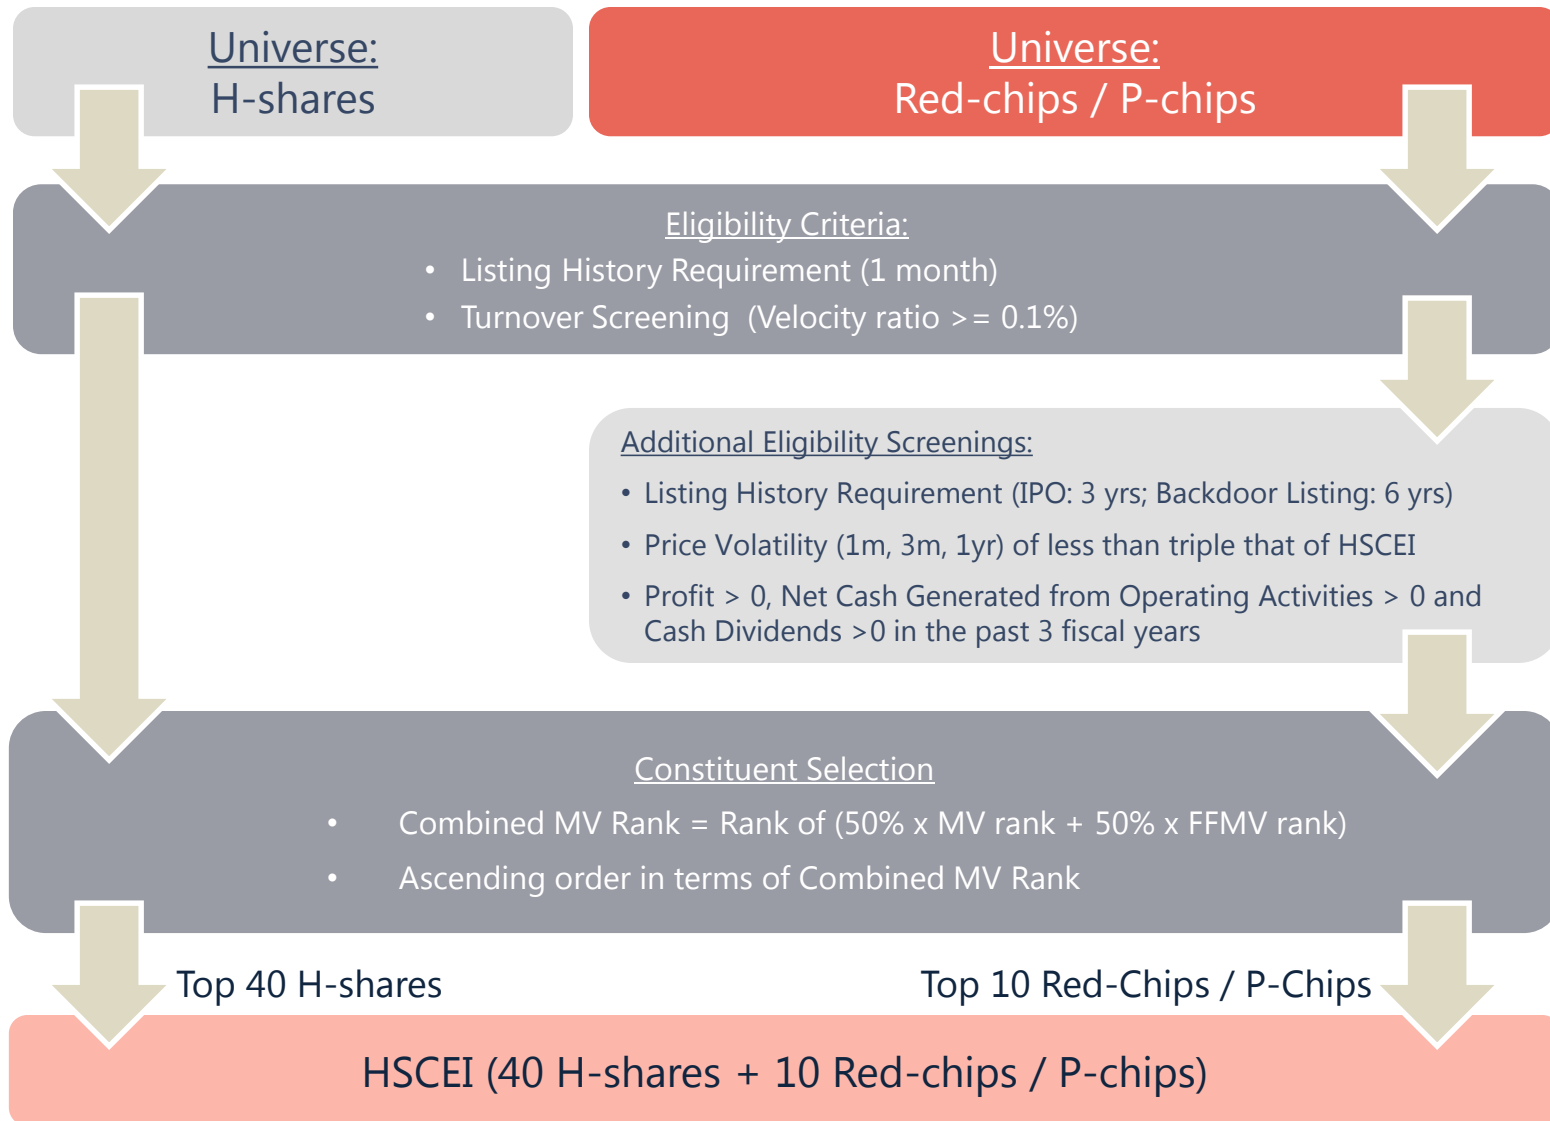 Universe:
H-shares
Universe:
Red-chips / P-chips
Eligibility Criteria:
• Listing History Requirement (1 month)
• Turnover Screening (Velocity ratio >= 0.1%)
Additional Eligibility Screenings:
• Listing History Requirement (IPO: 3 yrs; Backdoor Listing: 6 yrs)
• Price Volatility (1m, 3m, 1yr) of less than triple that of HSCEI
• Profit > 0, Net Cash Generated from Operating Activities > 0 and
Cash Dividends >0 in the past 3 fiscal years
Constituent Selection
• Combined MV Rank = Rank of (50% x MV rank + 50% x FFMV rank)
• Ascending order in terms of Combined MV Rank
Top 40 H-shares
Top 10 Red-Chips / P-Chips
HSCEI (40 H-shares + 10 Red-chips / P-chips)